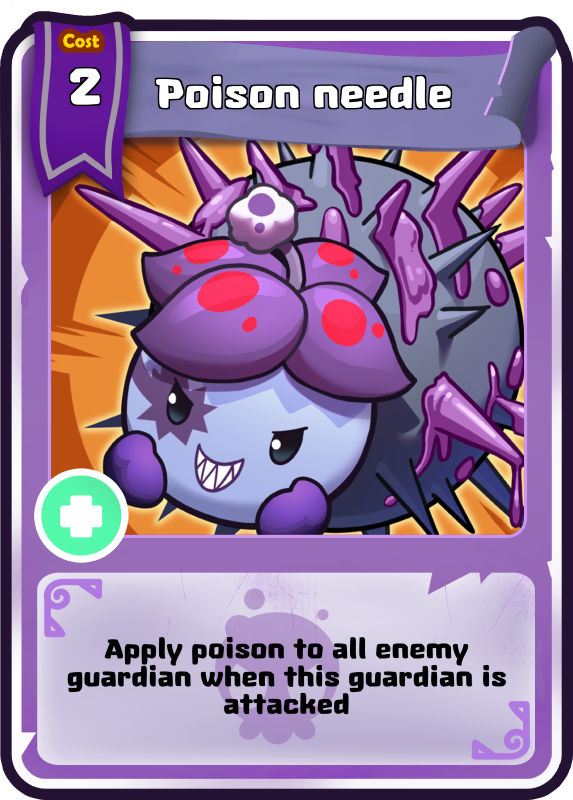 Cost
2
Poison needle
Apply poison to all enemy
guardian when this guardian is
attacked